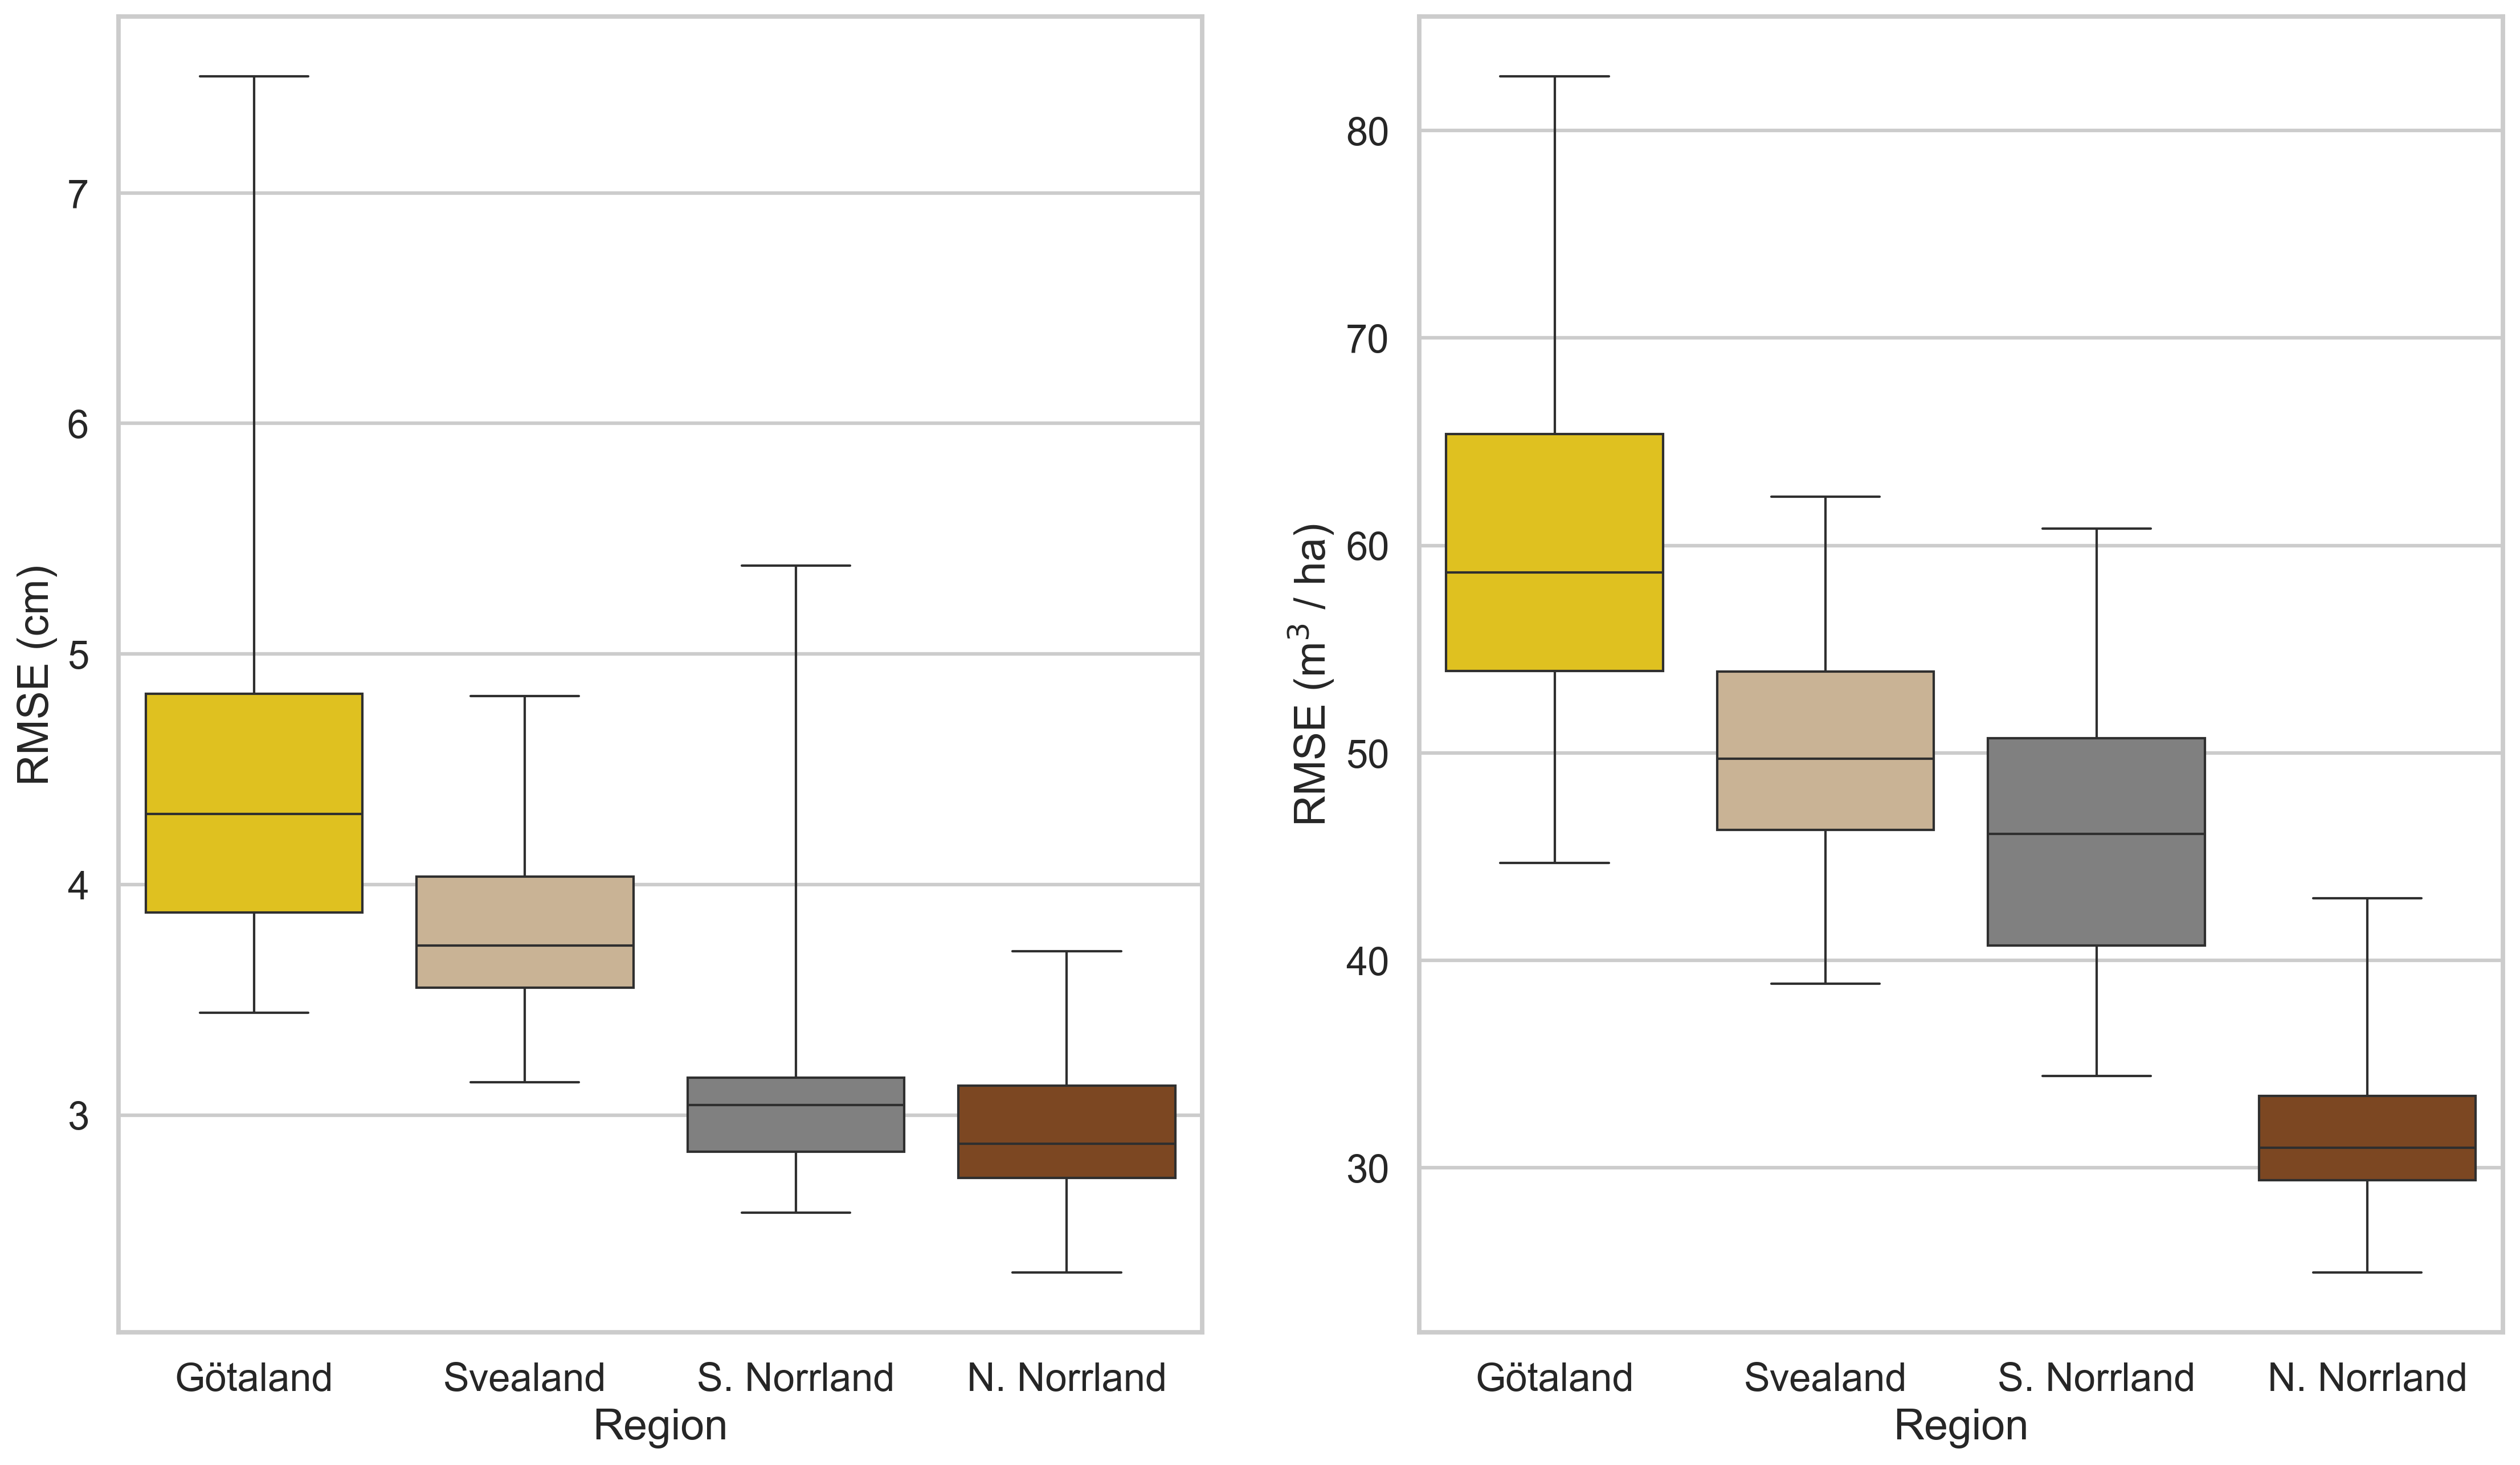 RMSE (cm)
7
6
5
4
3
Götaland
Svealand
S. Norrland
N. Norrland
Region
RMSE (m³ / ha)
80
70
60
50
40
30
Götaland
Svealand
S. Norrland
N. Norrland
Region